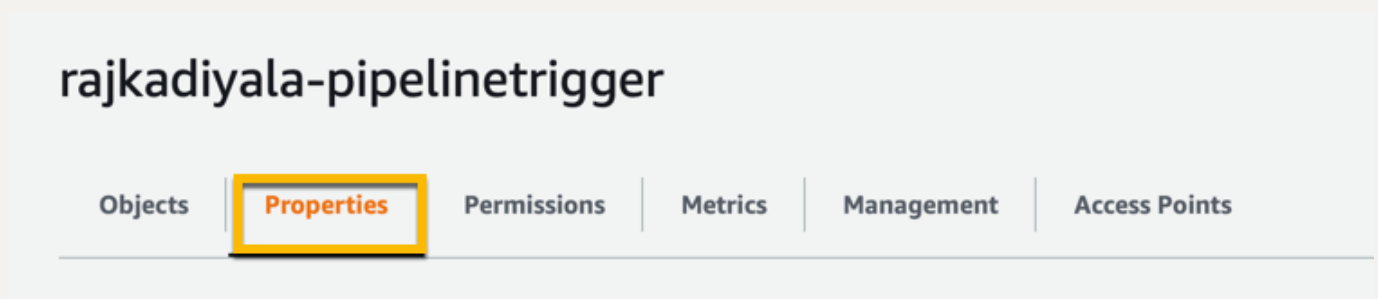 rajkadiyala-pipelinetrigger
Objects Properties Permissions Metrics Management Access Points